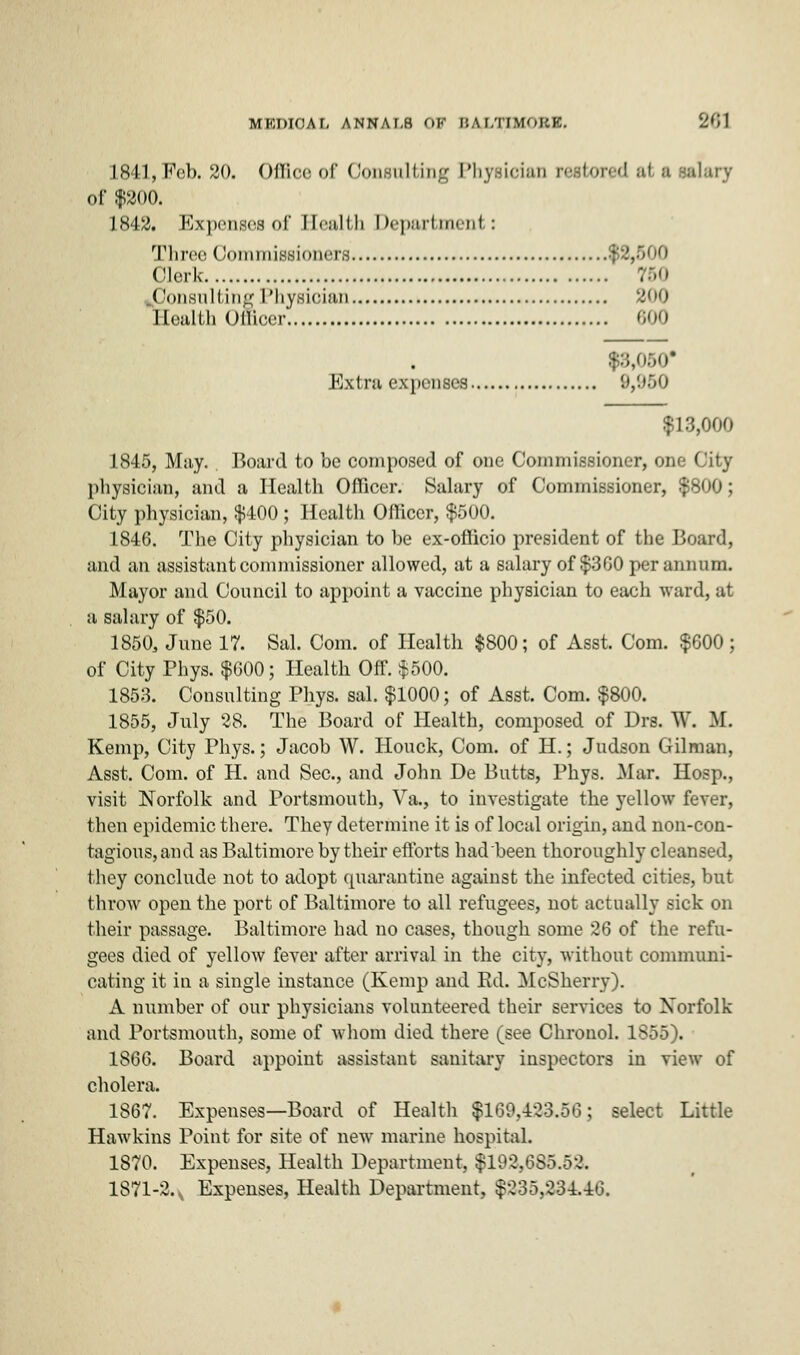 MEDICAL ANNALS OF BALTIMORE. 261
1841, Feb. 20. Office of Consulting Physician restored at a salary
of $200.
1842. Expenses of Health Department:
Three Commissioners........................................$2,500
Clerk............................................................... 750
Consulting Physician....................................... 200
Health Officer.................................................. 600
$3,050*
Extra expenses...................... 9,950
$13,000
1845, May. Board to be composed of one Commissioner, one City
physician, and a Health Officer. Salary of Commissioner, $800;
City physician, $400; Health Officer, $500.
1846. The City physician to be ex-officio president of the Board,
and an assistant commissioner allowed, at a salary of $360 per annum.
Mayor and Council to appoint a vaccine physician to each ward, at
a salary of $50.
1850, June 17. Sal. Com. of Health $800; of Asst. Com. $600;
of City Phys. $600; Health Off. $500.
1853. Consulting Phys. sal. $1000; of Asst. Com. $800.
1855, July 28. The Board of Health, composed of Drs. W. M.
Kemp, City Phys.; Jacob W. Houck, Com. of H.; Judson Gilman,
Asst. Com. of H. and Sec., and John De Butts, Phys. Mar. Hosp.,
visit Norfolk and Portsmouth, Va., to investigate the yellow fever,
then epidemic there. They determine it is of local origin, and non-con-
tagious, and as Baltimore by their efforts had been thoroughly cleansed,
they conclude not to adopt quarantine against the infected cities, but
throw open the port of Baltimore to all refugees, not actually sick on
their passage. Baltimore had no cases, though some 26 of the refu-
gees died of yellow fever after arrival in the city, without communi-
cating it in a single instance (Kemp and Rd. McSherry).
A number of our physicians volunteered their services to Norfolk
and Portsmouth, some of whom died there (see Chronol. 1855).
1866. Board appoint assistant sanitary inspectors in view of
cholera.
1867. Expenses—Board of Health $169,423.56; select Little
Hawkins Point for site of new marine hospital.
1870. Expenses, Health Department, $192,685.52.
1871-2. Expenses, Health Department, $235,234.46.